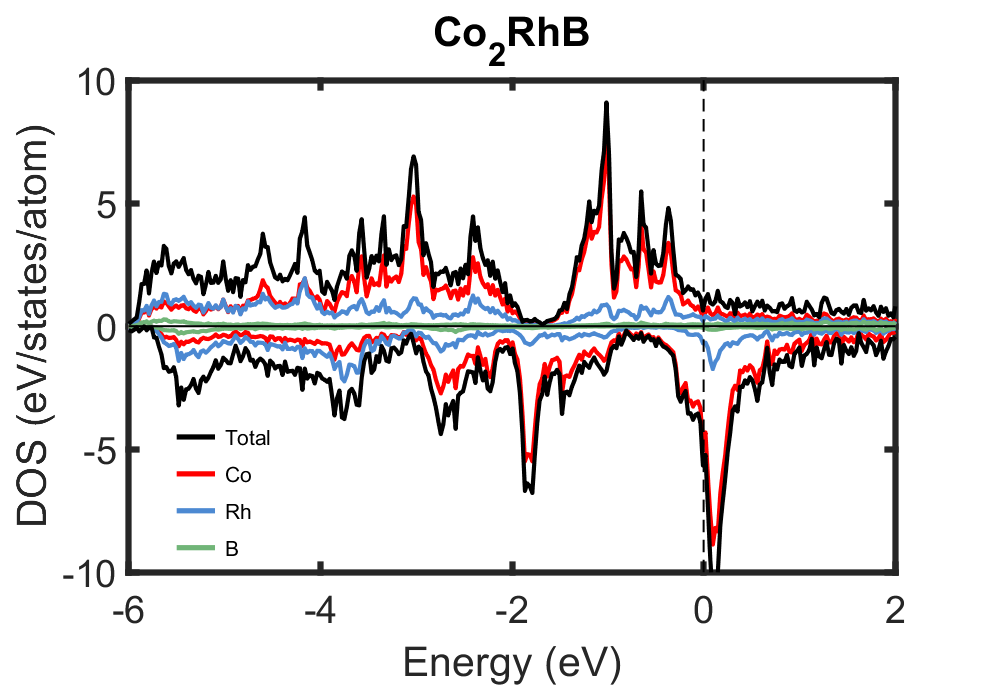 Co₂RhB
10
5
0
-5
-10
DOS (eV/states/atom)
Total
Co
Rh
B
-6 -4 -2 0 2
Energy (eV)